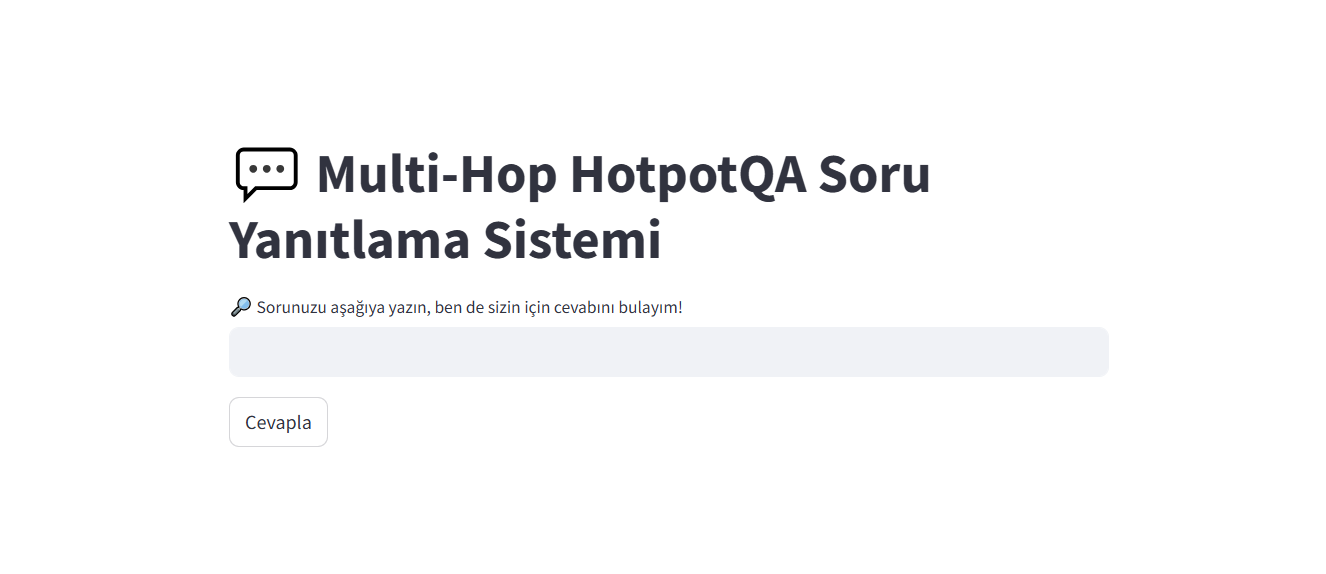 💬 Multi-Hop HotpotQA Soru
Yanıtlama Sistemi
🔎 Sorunuzu aşağıya yazın, ben de sizin için cevabını bulayım!
Cevapla